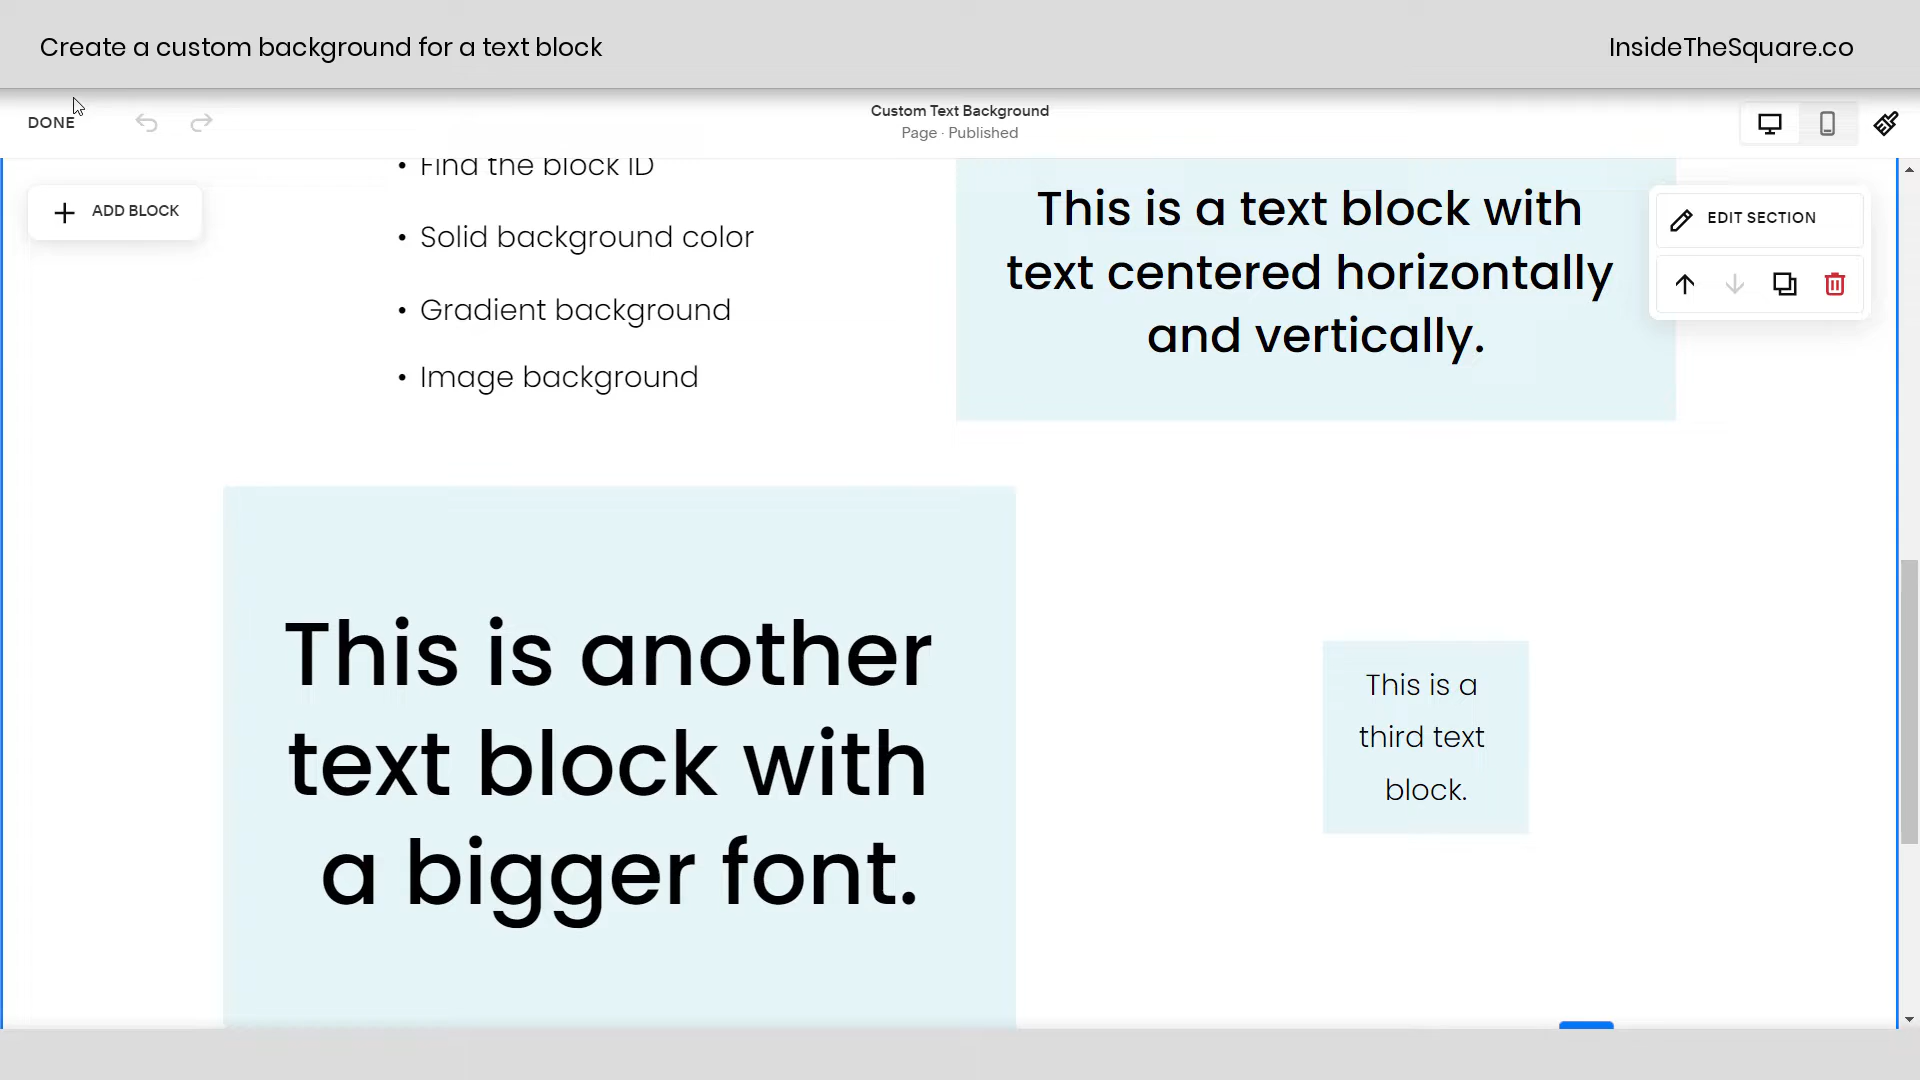 Create a custom background for a text block
InsideTheSquare.co
DONE
Custom Text Background
Page · Published
ADD BLOCK
• Find the block ID
• Solid background color
• Gradient background
• Image background
This is a text block with
text centered horizontally
and vertically.
EDIT SECTION
This is another
text block with
a bigger font.
This is a
third text
block.